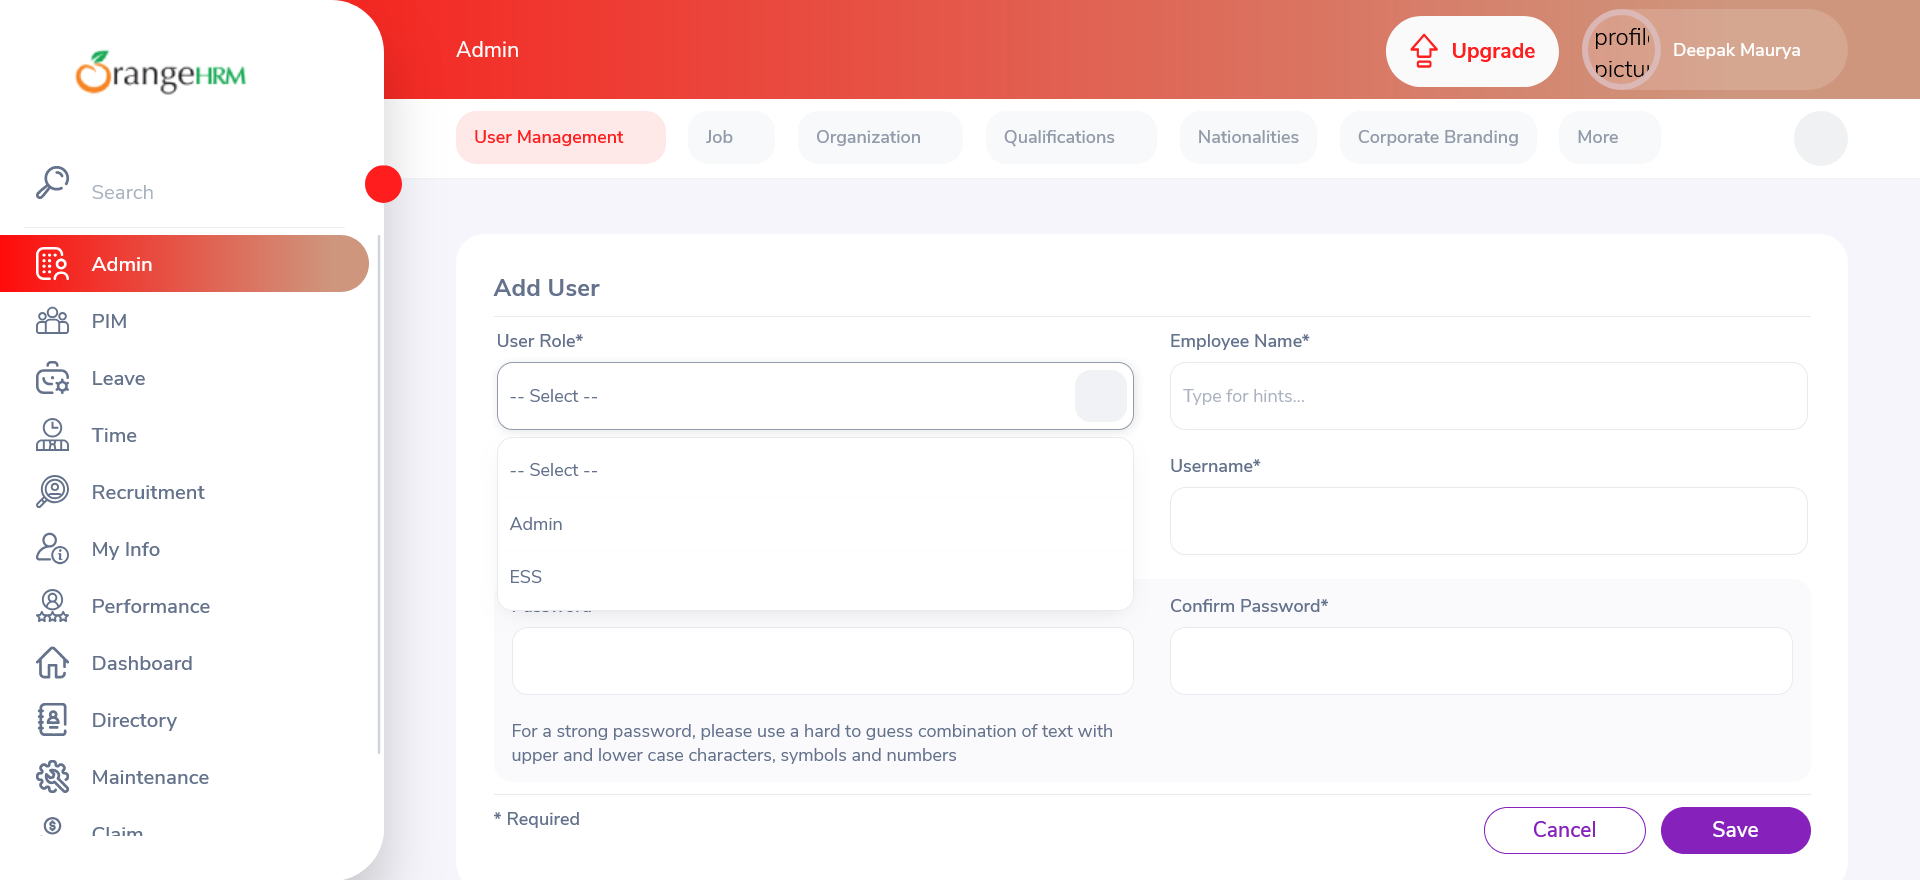 OrangeHRM
Search
Admin
PIM
Leave
Time
Recruitment
My Info
Performance
Dashboard
Directory
Maintenance
Claim
Admin
Upgrade
profile
picture
Deepak Maurya
User Management
Job
Organization
Qualifications
Nationalities
Corporate Branding
More
Add User
User Role*
-- Select --
-- Select --
Admin
ESS
Employee Name*
Type for hints...
Username*
Password
Confirm Password*
For a strong password, please use a hard to guess combination of text with
upper and lower case characters, symbols and numbers
* Required
Cancel
Save